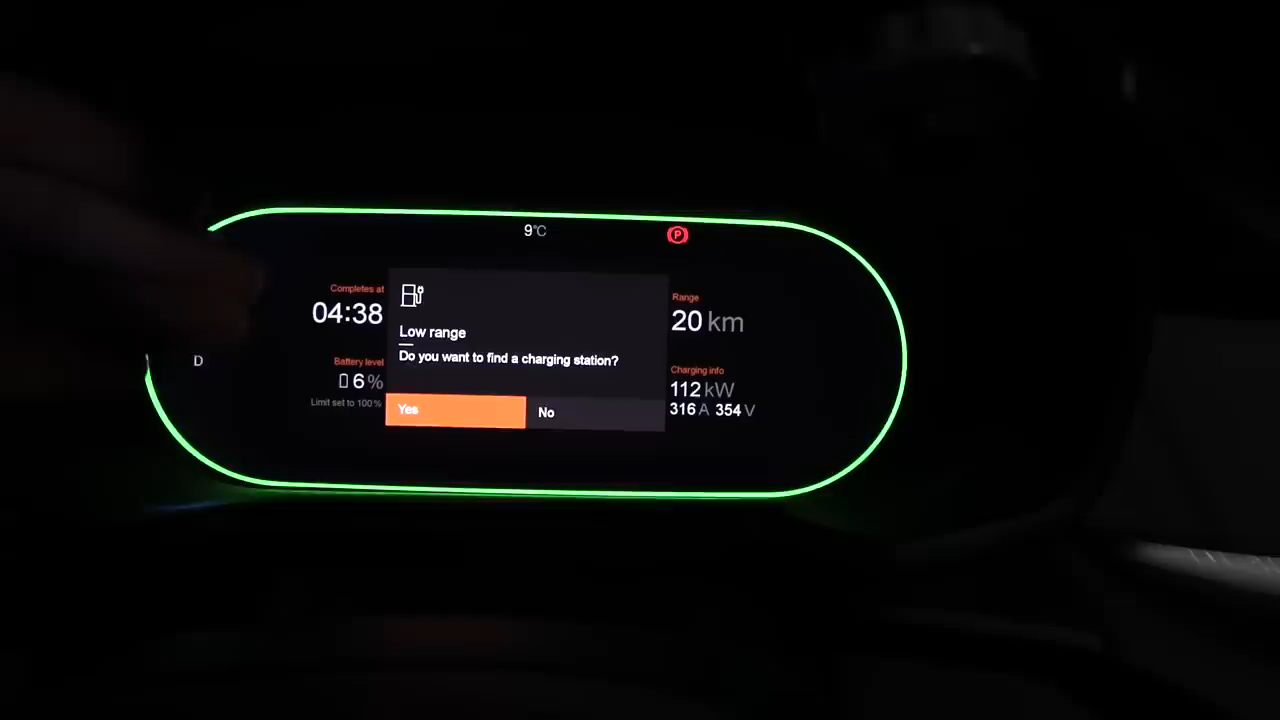 9°C
P
Completes at
04:38
Battery level
6%
Limit set to 100%
D
Low range
Do you want to find a charging station?
Yes
No
Range
20 km
Charging info
112 kW
316 A 354 V